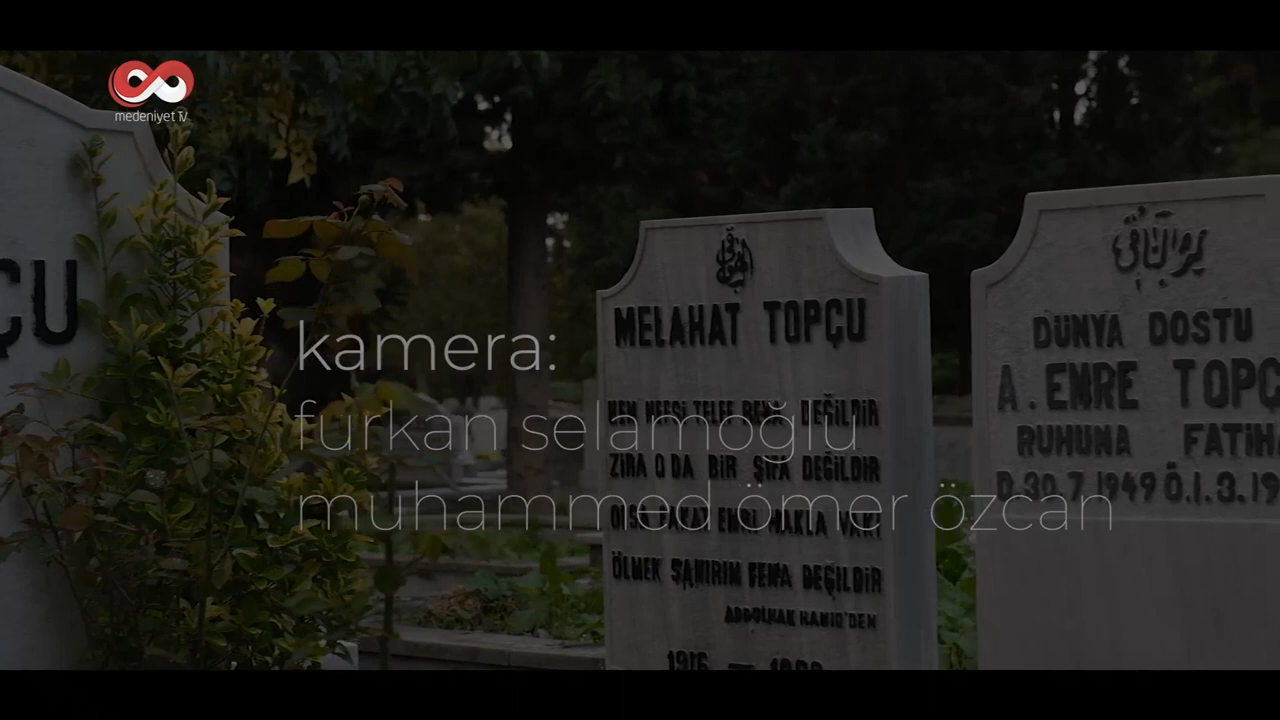 medeniyet Tv
ÇU
kamera:
furkan selamoğlu
muhammed ömer özcan
MELAHAT TOPÇU
DEĞİLDİR
ZİRA O DA BİR ŞİFA DEĞİLDİR
ÖLMEK SANIRIM FENA DEĞİLDİR
ABDÜLHAK HAMİD'DEN
DÜNYA DOSTU
A. EMRE TOPÇ
RUHUNA FATİH
D.30.7.1949 Ö.1.3.19